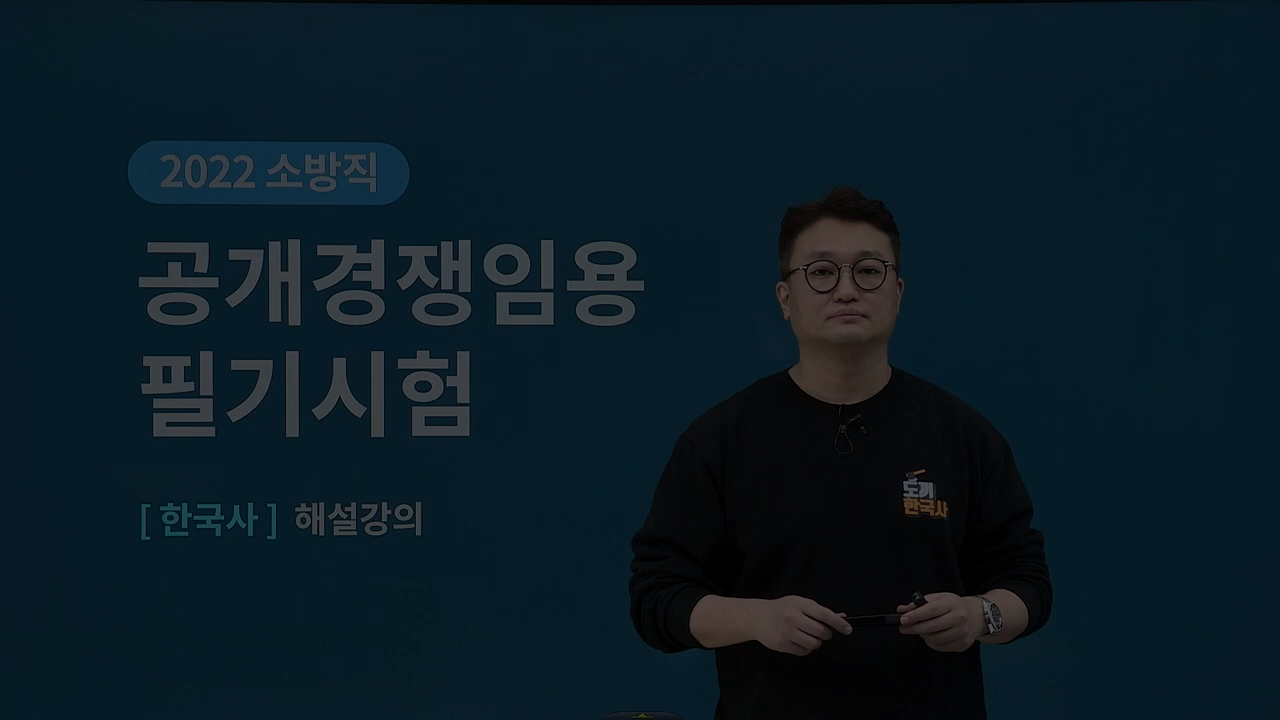 2022 소방직
공개경쟁임용
필기시험
[ 한국사 ] 해설강의
도끼
한국사